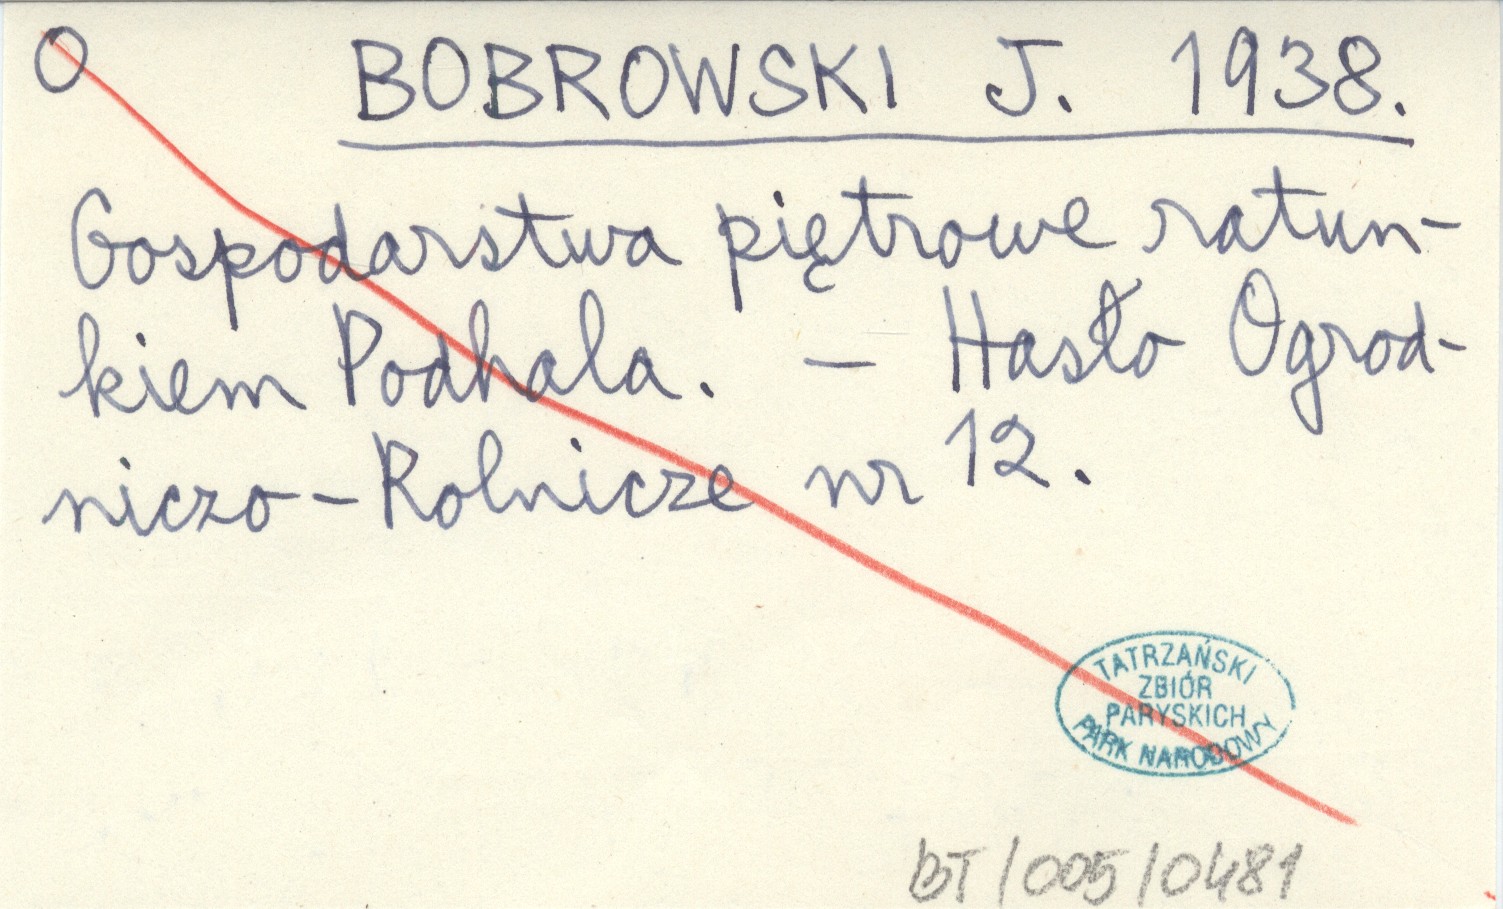 O BOBROWSKI J. 1938.
Gospodarstwa piętrowe ratun-
kiem Podhala. – Hasło Ogrod-
niczo-Rolnicze nr 12.
TATRZAŃSKI
ZBIÓR
PARYSKICH
PARK NARODOWY
BT/005/0481